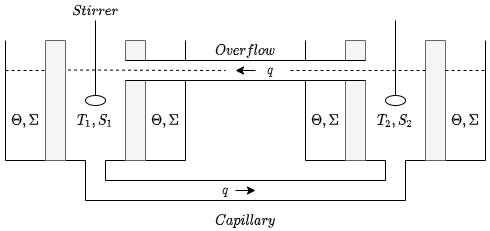 Stirrer
Overflow
q
Θ, Σ
T₁, S₁
Θ, Σ
Θ, Σ
T₂, S₂
Θ, Σ
q
Capillary